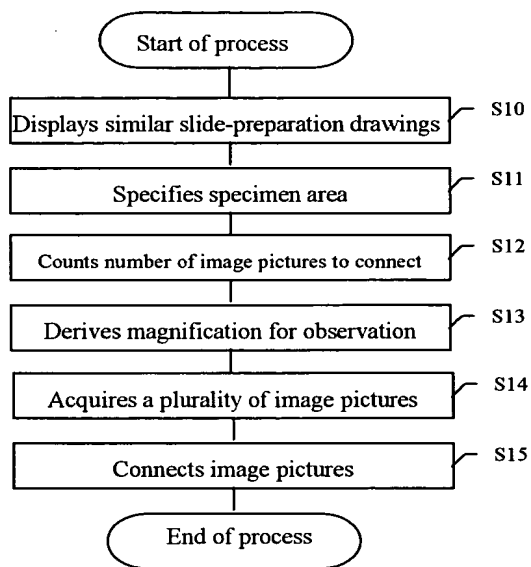 Start of process
S10
Displays similar slide-preparation drawings
S11
Specifies specimen area
S12
Counts number of image pictures to connect
S13
Derives magnification for observation
S14
Acquires a plurality of image pictures
S15
Connects image pictures
End of process